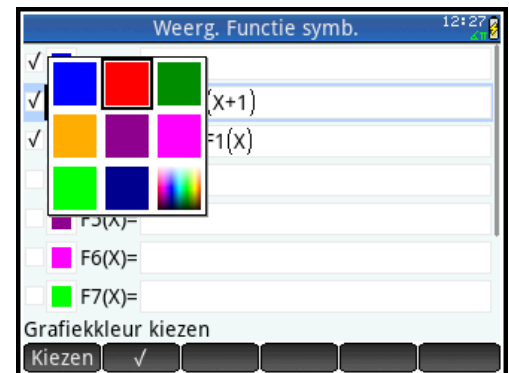 Weerg. Functie symb. 12:27
√
√ (X+1)
√ F1(X)
F5(X)=
F6(X)=
F7(X)=
Grafiekkleur kiezen
Kiezen √